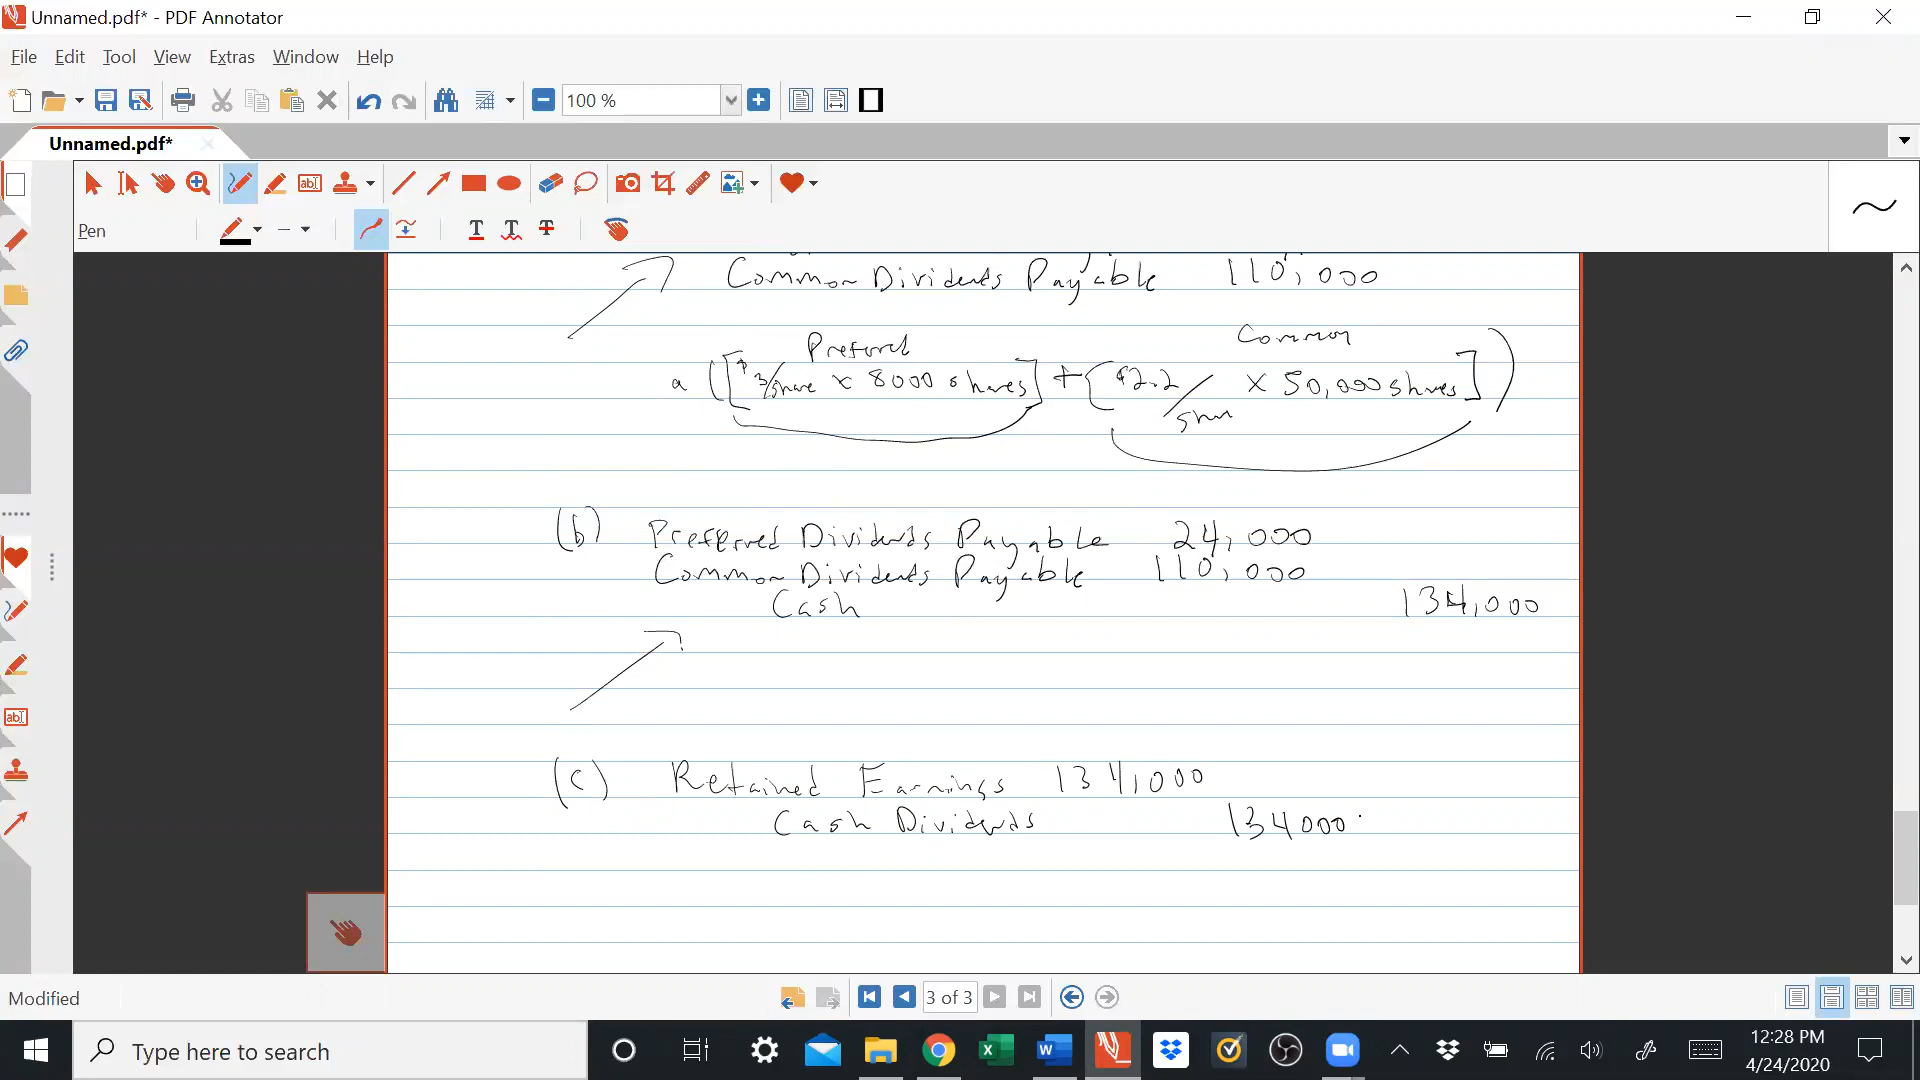 Unnamed.pdf* - PDF Annotator
File Edit Tool View Extras Window Help
100 %
Unnamed.pdf*
Pen
Common Dividends Payable 110,000
Preferred Common
a ([$3/share x 8000 shares] + [$2.2/share x 50,000 shares])
(b) Preferred Dividends Payable 24,000
Common Dividends Payable 110,000
Cash 134,000
(c) Retained Earnings 134,000
Cash Dividends 134000
Modified
3 of 3
Type here to search
12:28 PM
4/24/2020